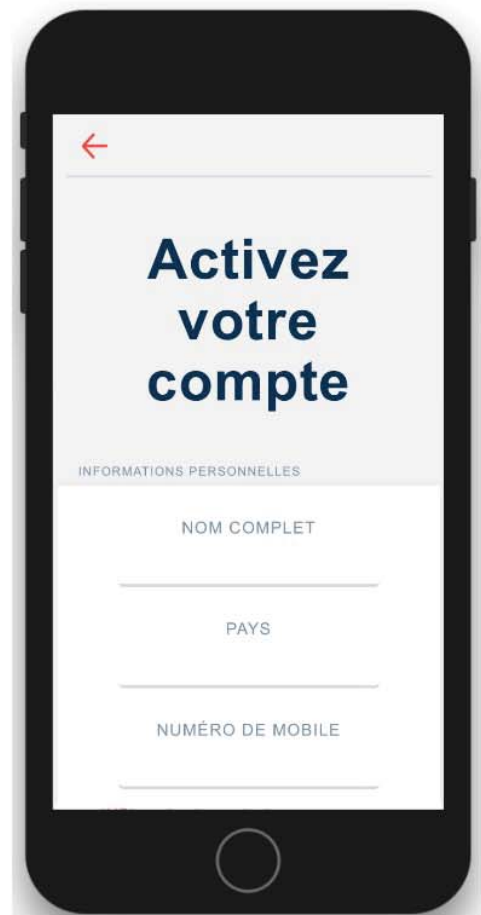 Activez
votre
compte
INFORMATIONS PERSONNELLES
NOM COMPLET
PAYS
NUMÉRO DE MOBILE